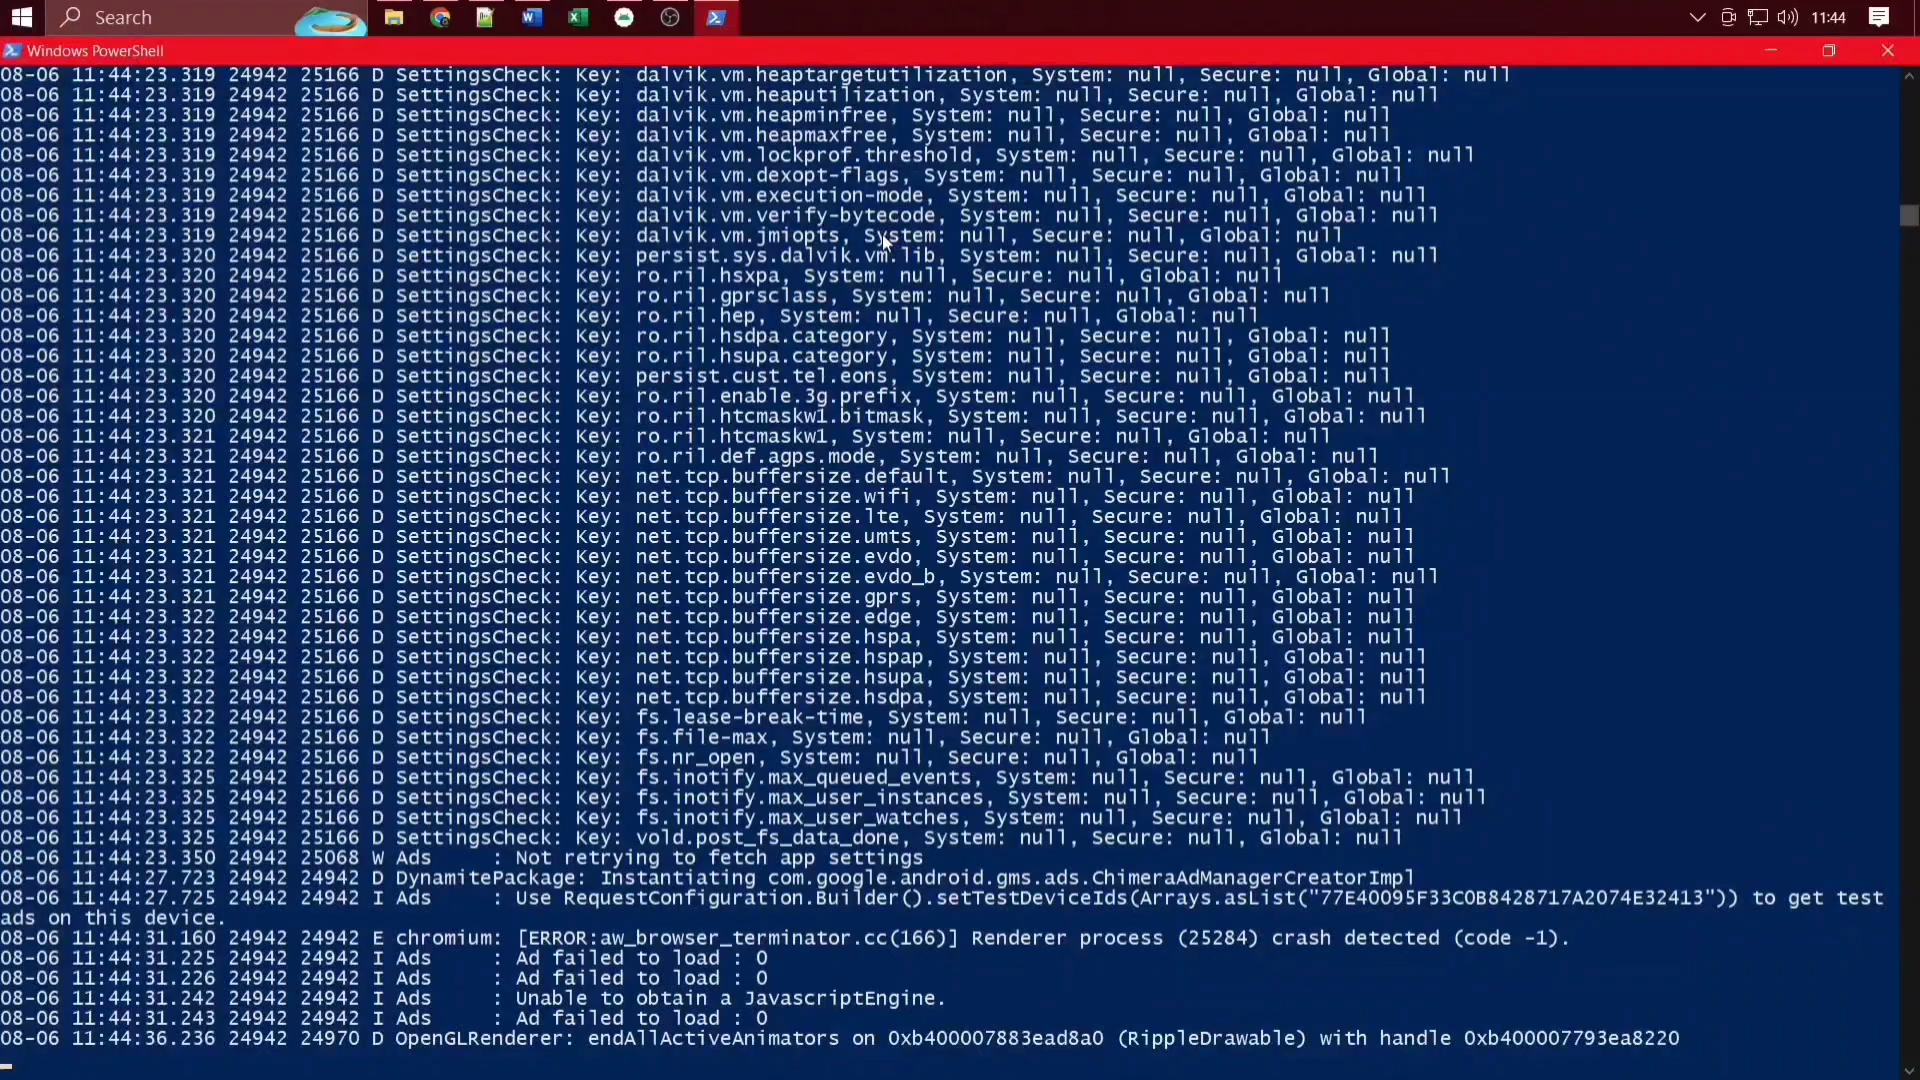 Search
11:44
Windows PowerShell
08-06 11:44:23.319 24942 25166 D SettingsCheck: Key: dalvik.vm.heaptargetutilization, System: null, Secure: null, Global: null
08-06 11:44:23.319 24942 25166 D SettingsCheck: Key: dalvik.vm.heaputilization, System: null, Secure: null, Global: null
08-06 11:44:23.319 24942 25166 D SettingsCheck: Key: dalvik.vm.heapminfree, System: null, Secure: null, Global: null
08-06 11:44:23.319 24942 25166 D SettingsCheck: Key: dalvik.vm.heapmaxfree, System: null, Secure: null, Global: null
08-06 11:44:23.319 24942 25166 D SettingsCheck: Key: dalvik.vm.lockprof.threshold, System: null, Secure: null, Global: null
08-06 11:44:23.319 24942 25166 D SettingsCheck: Key: dalvik.vm.dexopt-flags, System: null, Secure: null, Global: null
08-06 11:44:23.319 24942 25166 D SettingsCheck: Key: dalvik.vm.execution-mode, System: null, Secure: null, Global: null
08-06 11:44:23.319 24942 25166 D SettingsCheck: Key: dalvik.vm.verify-bytecode, System: null, Secure: null, Global: null
08-06 11:44:23.319 24942 25166 D SettingsCheck: Key: dalvik.vm.jmiopts, System: null, Secure: null, Global: null
08-06 11:44:23.320 24942 25166 D SettingsCheck: Key: persist.sys.dalvik.vm.lib, System: null, Secure: null, Global: null
08-06 11:44:23.320 24942 25166 D SettingsCheck: Key: ro.ril.hsxpa, System: null, Secure: null, Global: null
08-06 11:44:23.320 24942 25166 D SettingsCheck: Key: ro.ril.gprsclass, System: null, Secure: null, Global: null
08-06 11:44:23.320 24942 25166 D SettingsCheck: Key: ro.ril.hep, System: null, Secure: null, Global: null
08-06 11:44:23.320 24942 25166 D SettingsCheck: Key: ro.ril.hsdpa.category, System: null, Secure: null, Global: null
08-06 11:44:23.320 24942 25166 D SettingsCheck: Key: ro.ril.hsupa.category, System: null, Secure: null, Global: null
08-06 11:44:23.320 24942 25166 D SettingsCheck: Key: persist.cust.tel.eons, System: null, Secure: null, Global: null
08-06 11:44:23.320 24942 25166 D SettingsCheck: Key: ro.ril.enable.3g.prefix, System: null, Secure: null, Global: null
08-06 11:44:23.320 24942 25166 D SettingsCheck: Key: ro.ril.htcmaskw1.bitmask, System: null, Secure: null, Global: null
08-06 11:44:23.321 24942 25166 D SettingsCheck: Key: ro.ril.htcmaskw1, System: null, Secure: null, Global: null
08-06 11:44:23.321 24942 25166 D SettingsCheck: Key: ro.ril.def.agps.mode, System: null, Secure: null, Global: null
08-06 11:44:23.321 24942 25166 D SettingsCheck: Key: net.tcp.buffersize.default, System: null, Secure: null, Global: null
08-06 11:44:23.321 24942 25166 D SettingsCheck: Key: net.tcp.buffersize.wifi, System: null, Secure: null, Global: null
08-06 11:44:23.321 24942 25166 D SettingsCheck: Key: net.tcp.buffersize.lte, System: null, Secure: null, Global: null
08-06 11:44:23.321 24942 25166 D SettingsCheck: Key: net.tcp.buffersize.umts, System: null, Secure: null, Global: null
08-06 11:44:23.321 24942 25166 D SettingsCheck: Key: net.tcp.buffersize.evdo, System: null, Secure: null, Global: null
08-06 11:44:23.321 24942 25166 D SettingsCheck: Key: net.tcp.buffersize.evdo_b, System: null, Secure: null, Global: null
08-06 11:44:23.321 24942 25166 D SettingsCheck: Key: net.tcp.buffersize.gprs, System: null, Secure: null, Global: null
08-06 11:44:23.322 24942 25166 D SettingsCheck: Key: net.tcp.buffersize.edge, System: null, Secure: null, Global: null
08-06 11:44:23.322 24942 25166 D SettingsCheck: Key: net.tcp.buffersize.hspa, System: null, Secure: null, Global: null
08-06 11:44:23.322 24942 25166 D SettingsCheck: Key: net.tcp.buffersize.hspap, System: null, Secure: null, Global: null
08-06 11:44:23.322 24942 25166 D SettingsCheck: Key: net.tcp.buffersize.hsupa, System: null, Secure: null, Global: null
08-06 11:44:23.322 24942 25166 D SettingsCheck: Key: net.tcp.buffersize.hsdpa, System: null, Secure: null, Global: null
08-06 11:44:23.322 24942 25166 D SettingsCheck: Key: fs.lease-break-time, System: null, Secure: null, Global: null
08-06 11:44:23.322 24942 25166 D SettingsCheck: Key: fs.file-max, System: null, Secure: null, Global: null
08-06 11:44:23.322 24942 25166 D SettingsCheck: Key: fs.nr_open, System: null, Secure: null, Global: null
08-06 11:44:23.325 24942 25166 D SettingsCheck: Key: fs.inotify.max_queued_events, System: null, Secure: null, Global: null
08-06 11:44:23.325 24942 25166 D SettingsCheck: Key: fs.inotify.max_user_instances, System: null, Secure: null, Global: null
08-06 11:44:23.325 24942 25166 D SettingsCheck: Key: fs.inotify.max_user_watches, System: null, Secure: null, Global: null
08-06 11:44:23.325 24942 25166 D SettingsCheck: Key: vold.post_fs_data_done, System: null, Secure: null, Global: null
08-06 11:44:23.350 24942 25068 W Ads     : Not retrying to fetch app settings
08-06 11:44:27.723 24942 24942 D DynamitePackage: Instantiating com.google.android.gms.ads.ChimeraAdManagerCreatorImpl
08-06 11:44:27.725 24942 24942 I Ads     : Use RequestConfiguration.Builder().setTestDeviceIds(Arrays.asList("77E40095F33C0B8428717A2074E32413")) to get test
ads on this device.
08-06 11:44:31.160 24942 24942 E chromium: [ERROR:aw_browser_terminator.cc(166)] Renderer process (25284) crash detected (code -1).
08-06 11:44:31.225 24942 24942 I Ads     : Ad failed to load : 0
08-06 11:44:31.226 24942 24942 I Ads     : Ad failed to load : 0
08-06 11:44:31.242 24942 24942 I Ads     : Unable to obtain a JavascriptEngine.
08-06 11:44:31.243 24942 24942 I Ads     : Ad failed to load : 0
08-06 11:44:36.236 24942 24970 D OpenGLRenderer: endAllActiveAnimators on 0xb400007883ead8a0 (RippleDrawable) with handle 0xb400007793ea8220